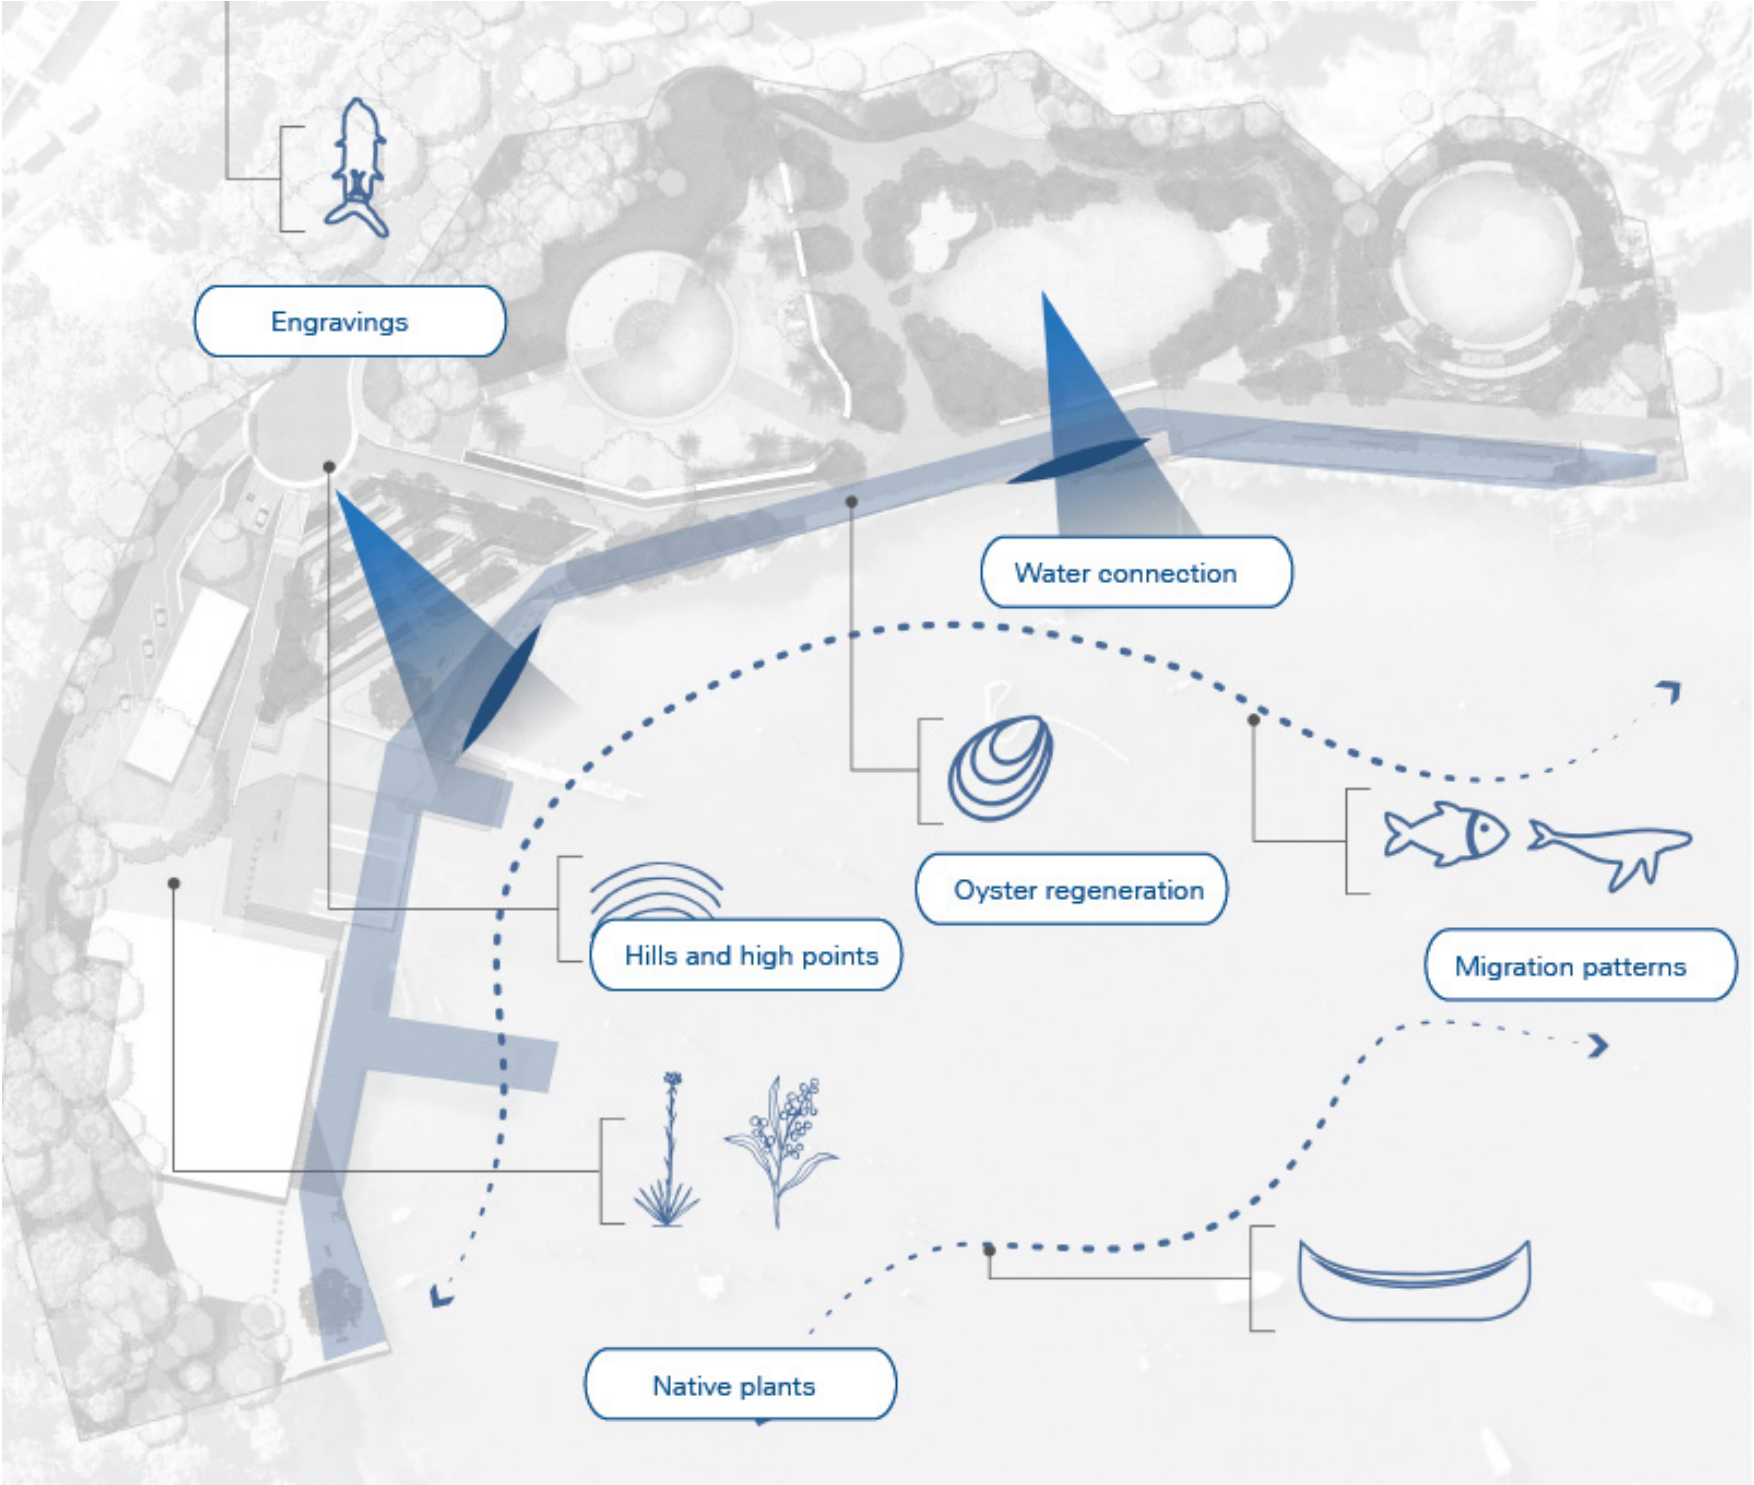 Engravings
Water connection
Oyster regeneration
Hills and high points
Migration patterns
Native plants